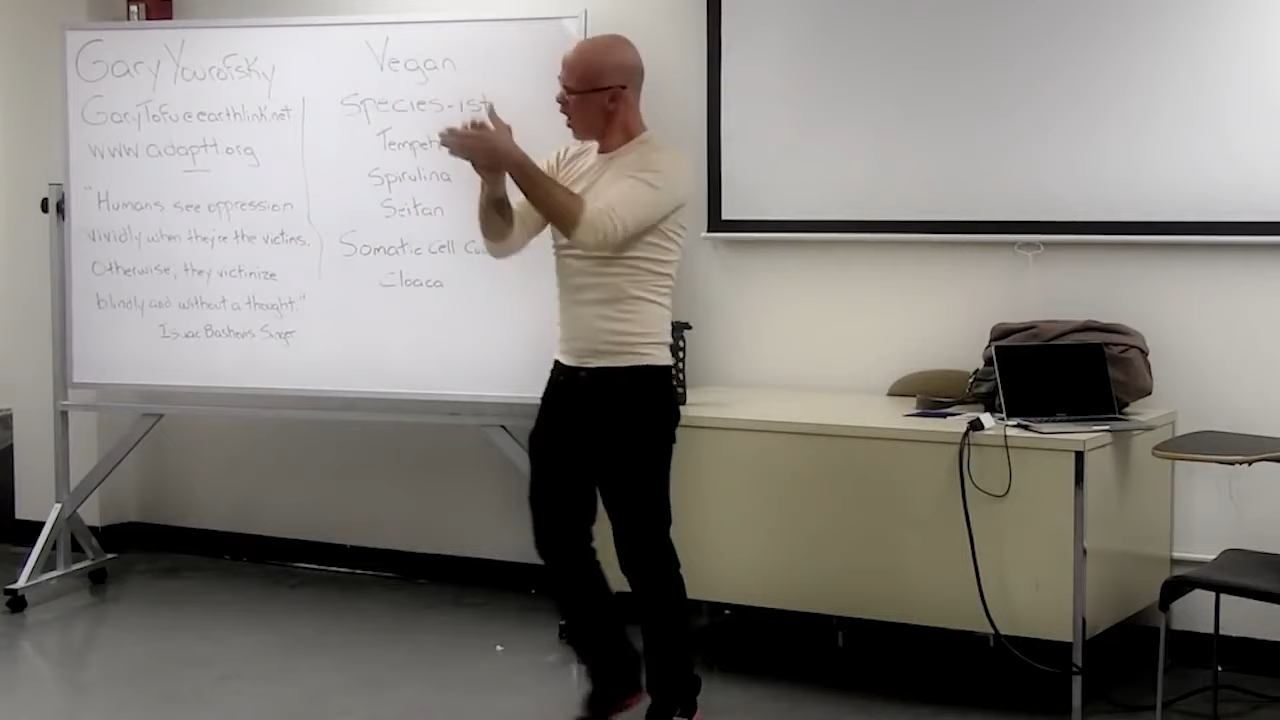 Gary Yourofsky
GaryTofu@earthlink.net
www.adaptt.org
"Humans see oppression
vividly when they're the victims.
Otherwise, they victimize
blindly and without a thought."
Isaac Bashevis Singer
Vegan
Species-ist
Tempeh
Spirulina
Seitan
Somatic Cell
Cloaca